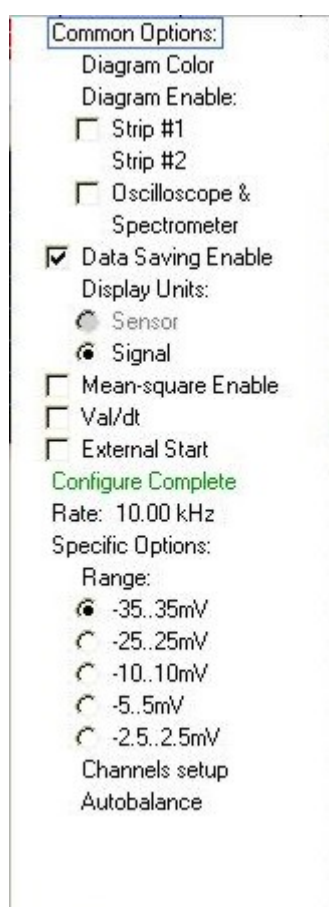 Common Options:
Diagram Color
Diagram Enable:
Strip #1
Strip #2
Oscilloscope &
Spectrometer
Data Saving Enable
Display Units:
Sensor
Signal
Mean-square Enable
Val/dt
External Start
Configure Complete
Rate: 10.00 kHz
Specific Options:
Range:
-35..35mV
-25..25mV
-10..10mV
-5..5mV
-2.5..2.5mV
Channels setup
Autobalance